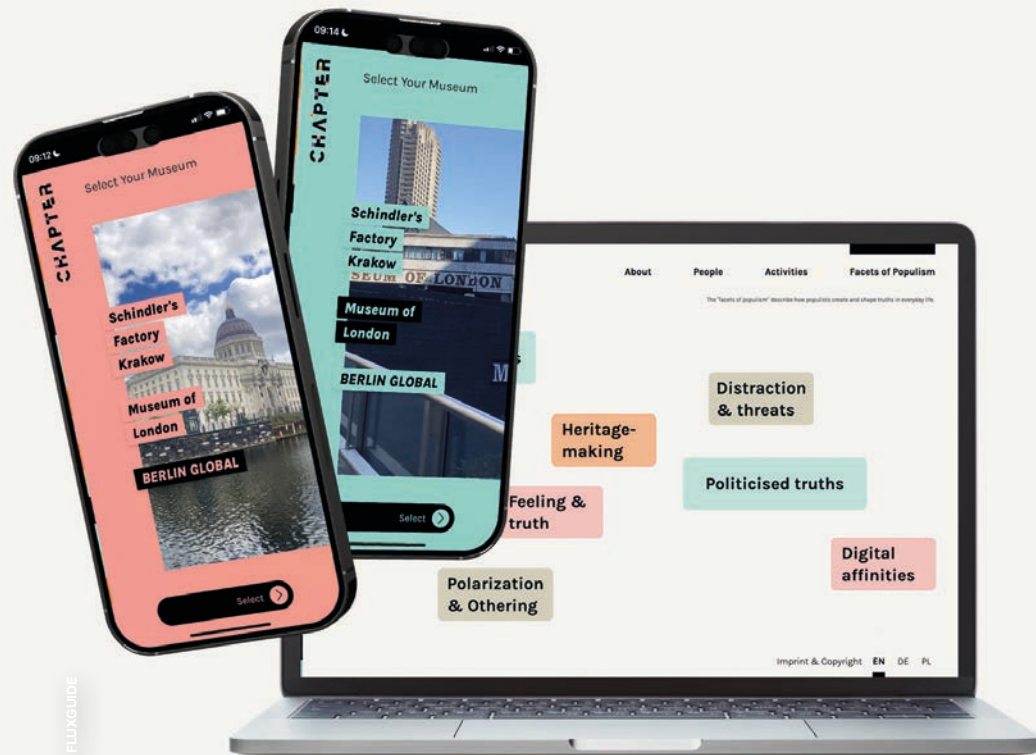 09:12
CHAPTER
Select Your Museum
Schindler's
Factory
Krakow
Museum of
London
BERLIN GLOBAL
Select
09:14
CHAPTER
Select Your Museum
Schindler's
Factory
Krakow
SEUM OF LONDON
Museum of
London
M
BERLIN GLOBAL
Select
About People Activities Facets of Populism
The "facets of populism" describe how populists create and shape truths in everyday life.
s
Distraction
& threats
Heritage-
making
Politicised truths
Feeling &
truth
Digital
affinities
Polarization
& Othering
Imprint & Copyright EN DE PL
FLUXGUIDE